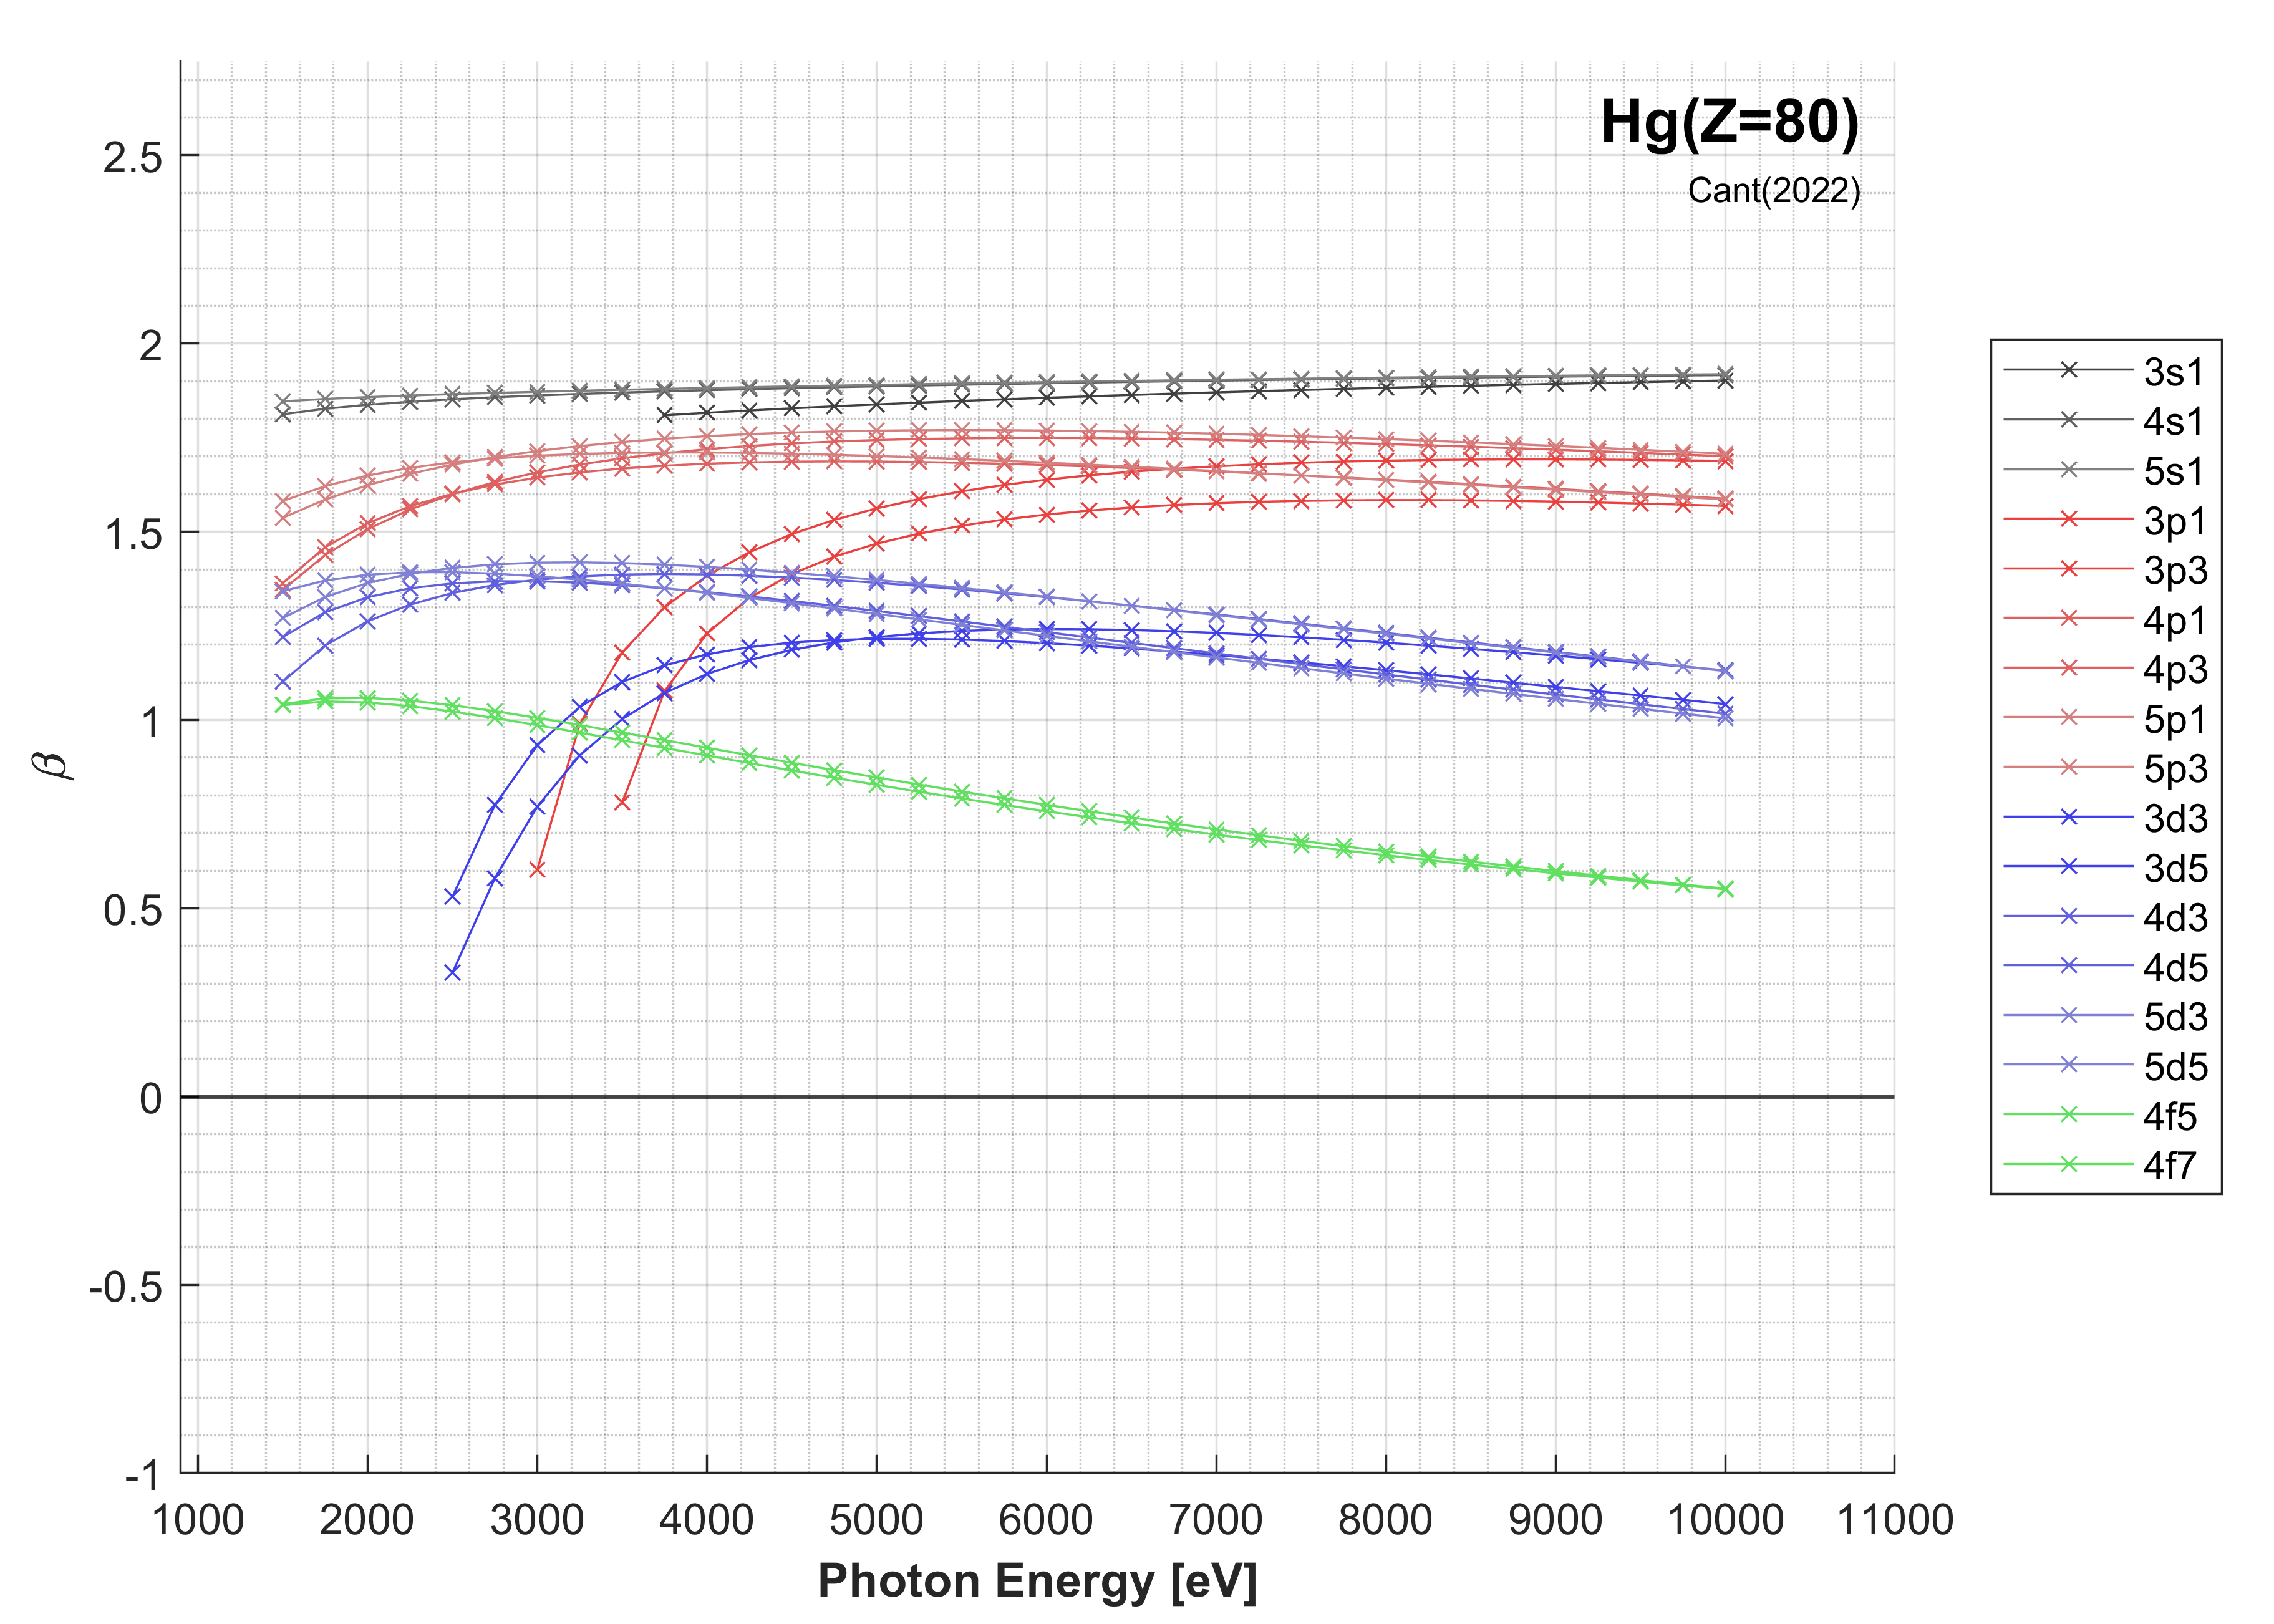 Hg(Z=80)
Cant(2022)
2.5
2
1.5
1
0.5
0
-0.5
-1
β
1000 2000 3000 4000 5000 6000 7000 8000 9000 10000 11000
Photon Energy [eV]
3s1
4s1
5s1
3p1
3p3
4p1
4p3
5p1
5p3
3d3
3d5
4d3
4d5
5d3
5d5
4f5
4f7